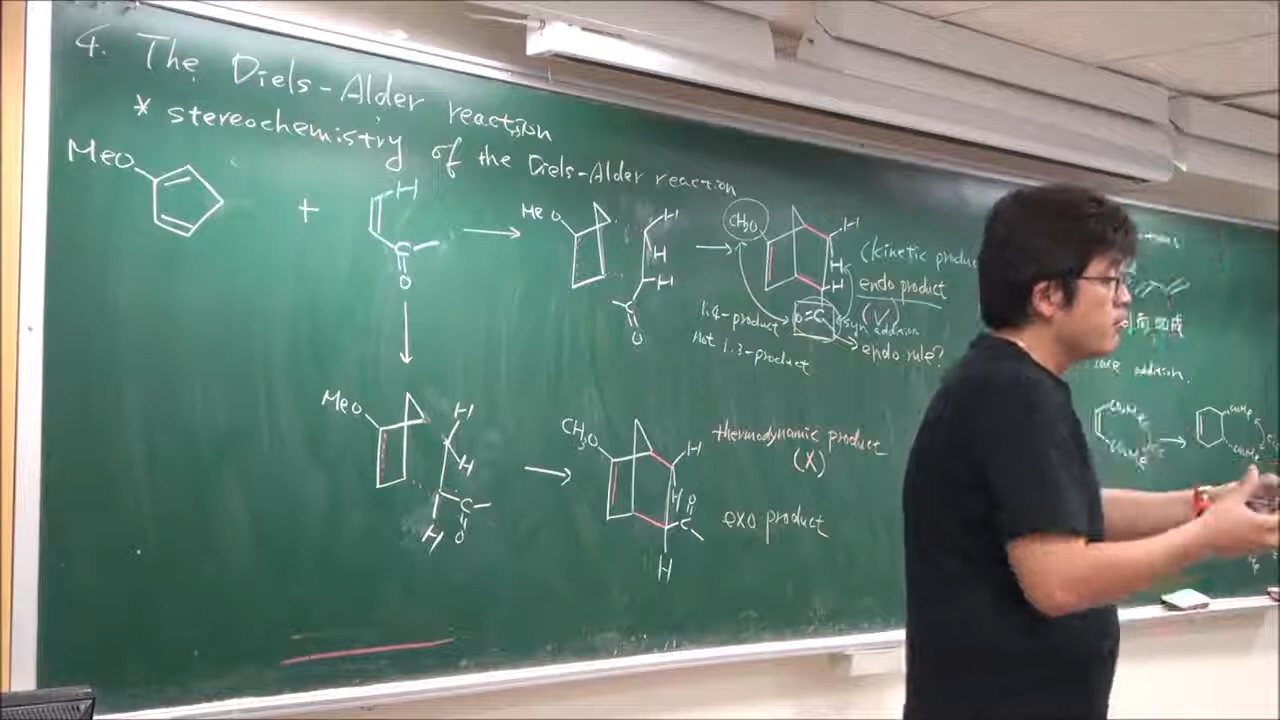 4. The Diels-Alder reaction
* stereochemistry of the Diels-Alder reaction
MeO
+
H
C
O
MeO
H
H
H
O
CH3O
H
H
H
O=C
(kinetic
endo product
(V)
syn addition
endo rule?
1.4-product
not 1.3-product
MeO
H
H
H
C
O
CH3O
H
H
O
C
H
thermodynamic product
(X)
exo product
addition.